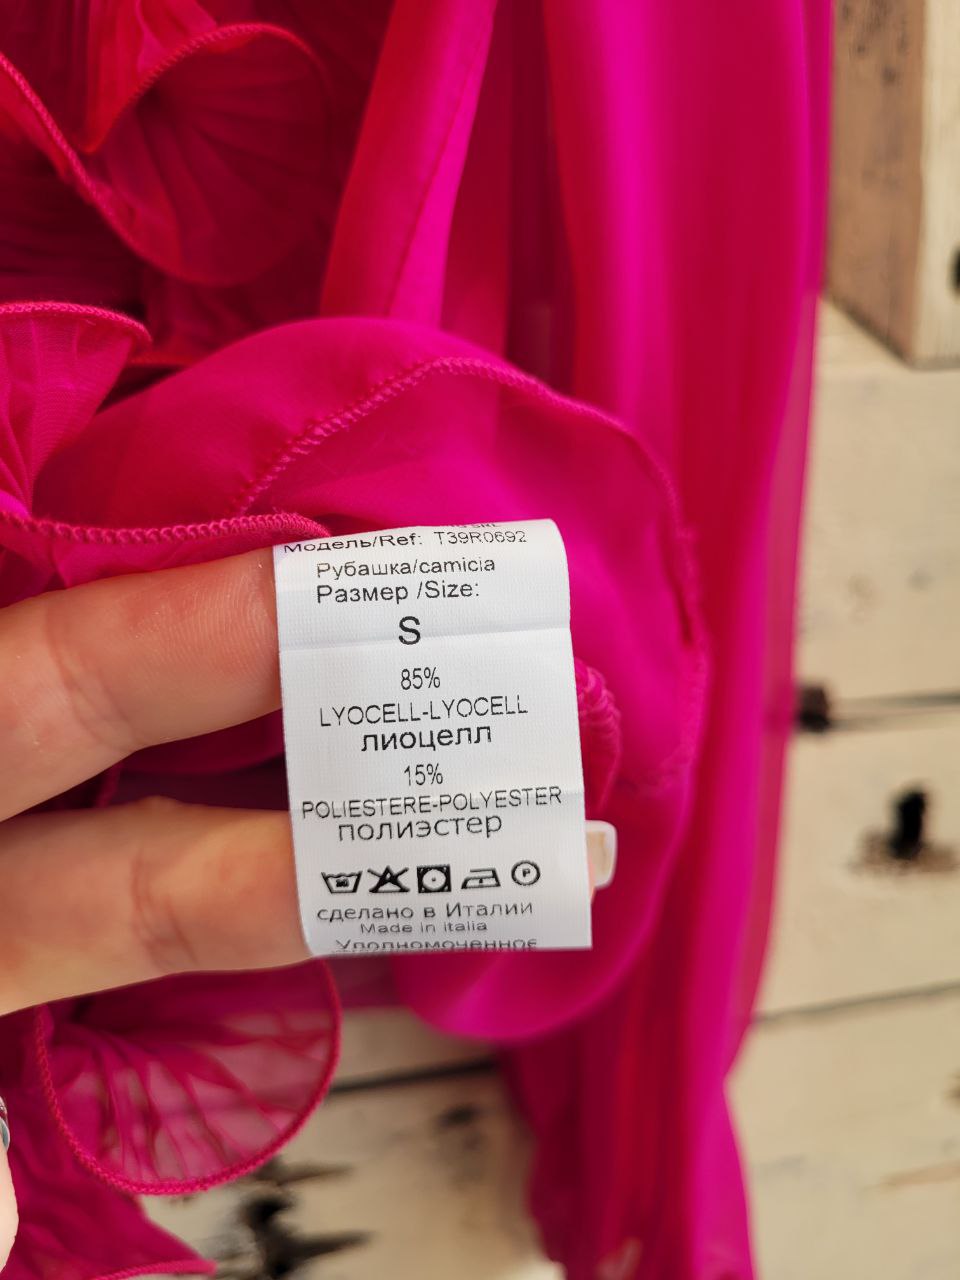 Модель/Ref: T39R0692
Рубашка/camicia
Размер /Size:
S
85%
LYOCELL-LYOCELL
лиоцелл
15%
POLIESTERE-POLYESTER
полиэстер
P
сделано в Италии
Made in italia
Уполномоченное